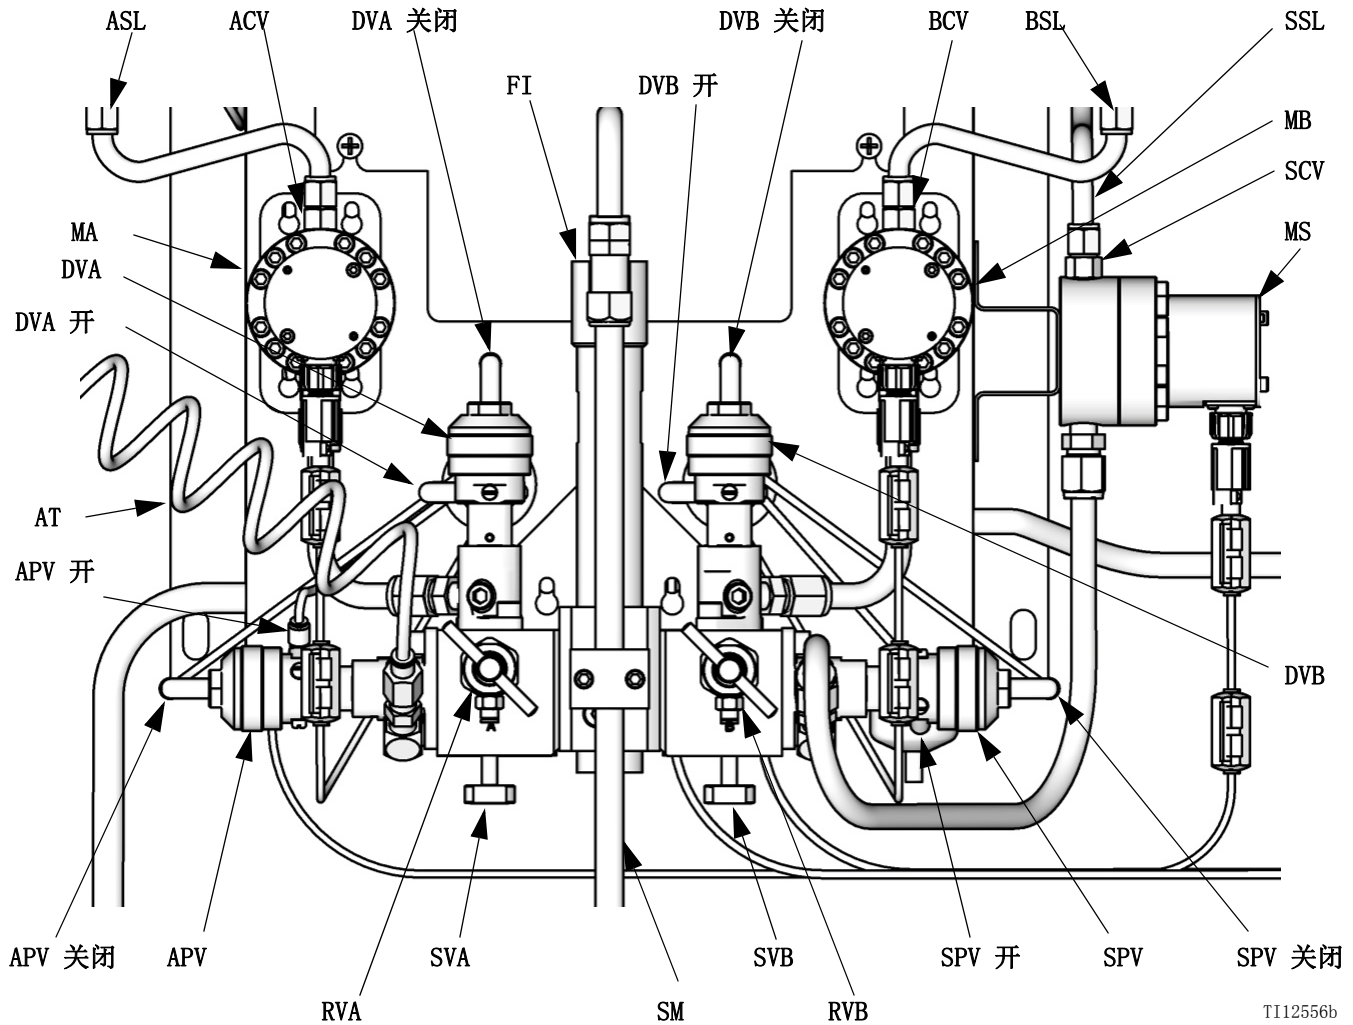 ASL ACV DVA 关闭 DVB 关闭 BCV BSL SSL
FI DVB 开
MB
SCV
MA MS
DVA
DVA 开
AT
APV 开
DVB
A B
APV 关闭 APV SVA SVB SPV 开 SPV SPV 关闭
RVA SM RVB
TI12556b